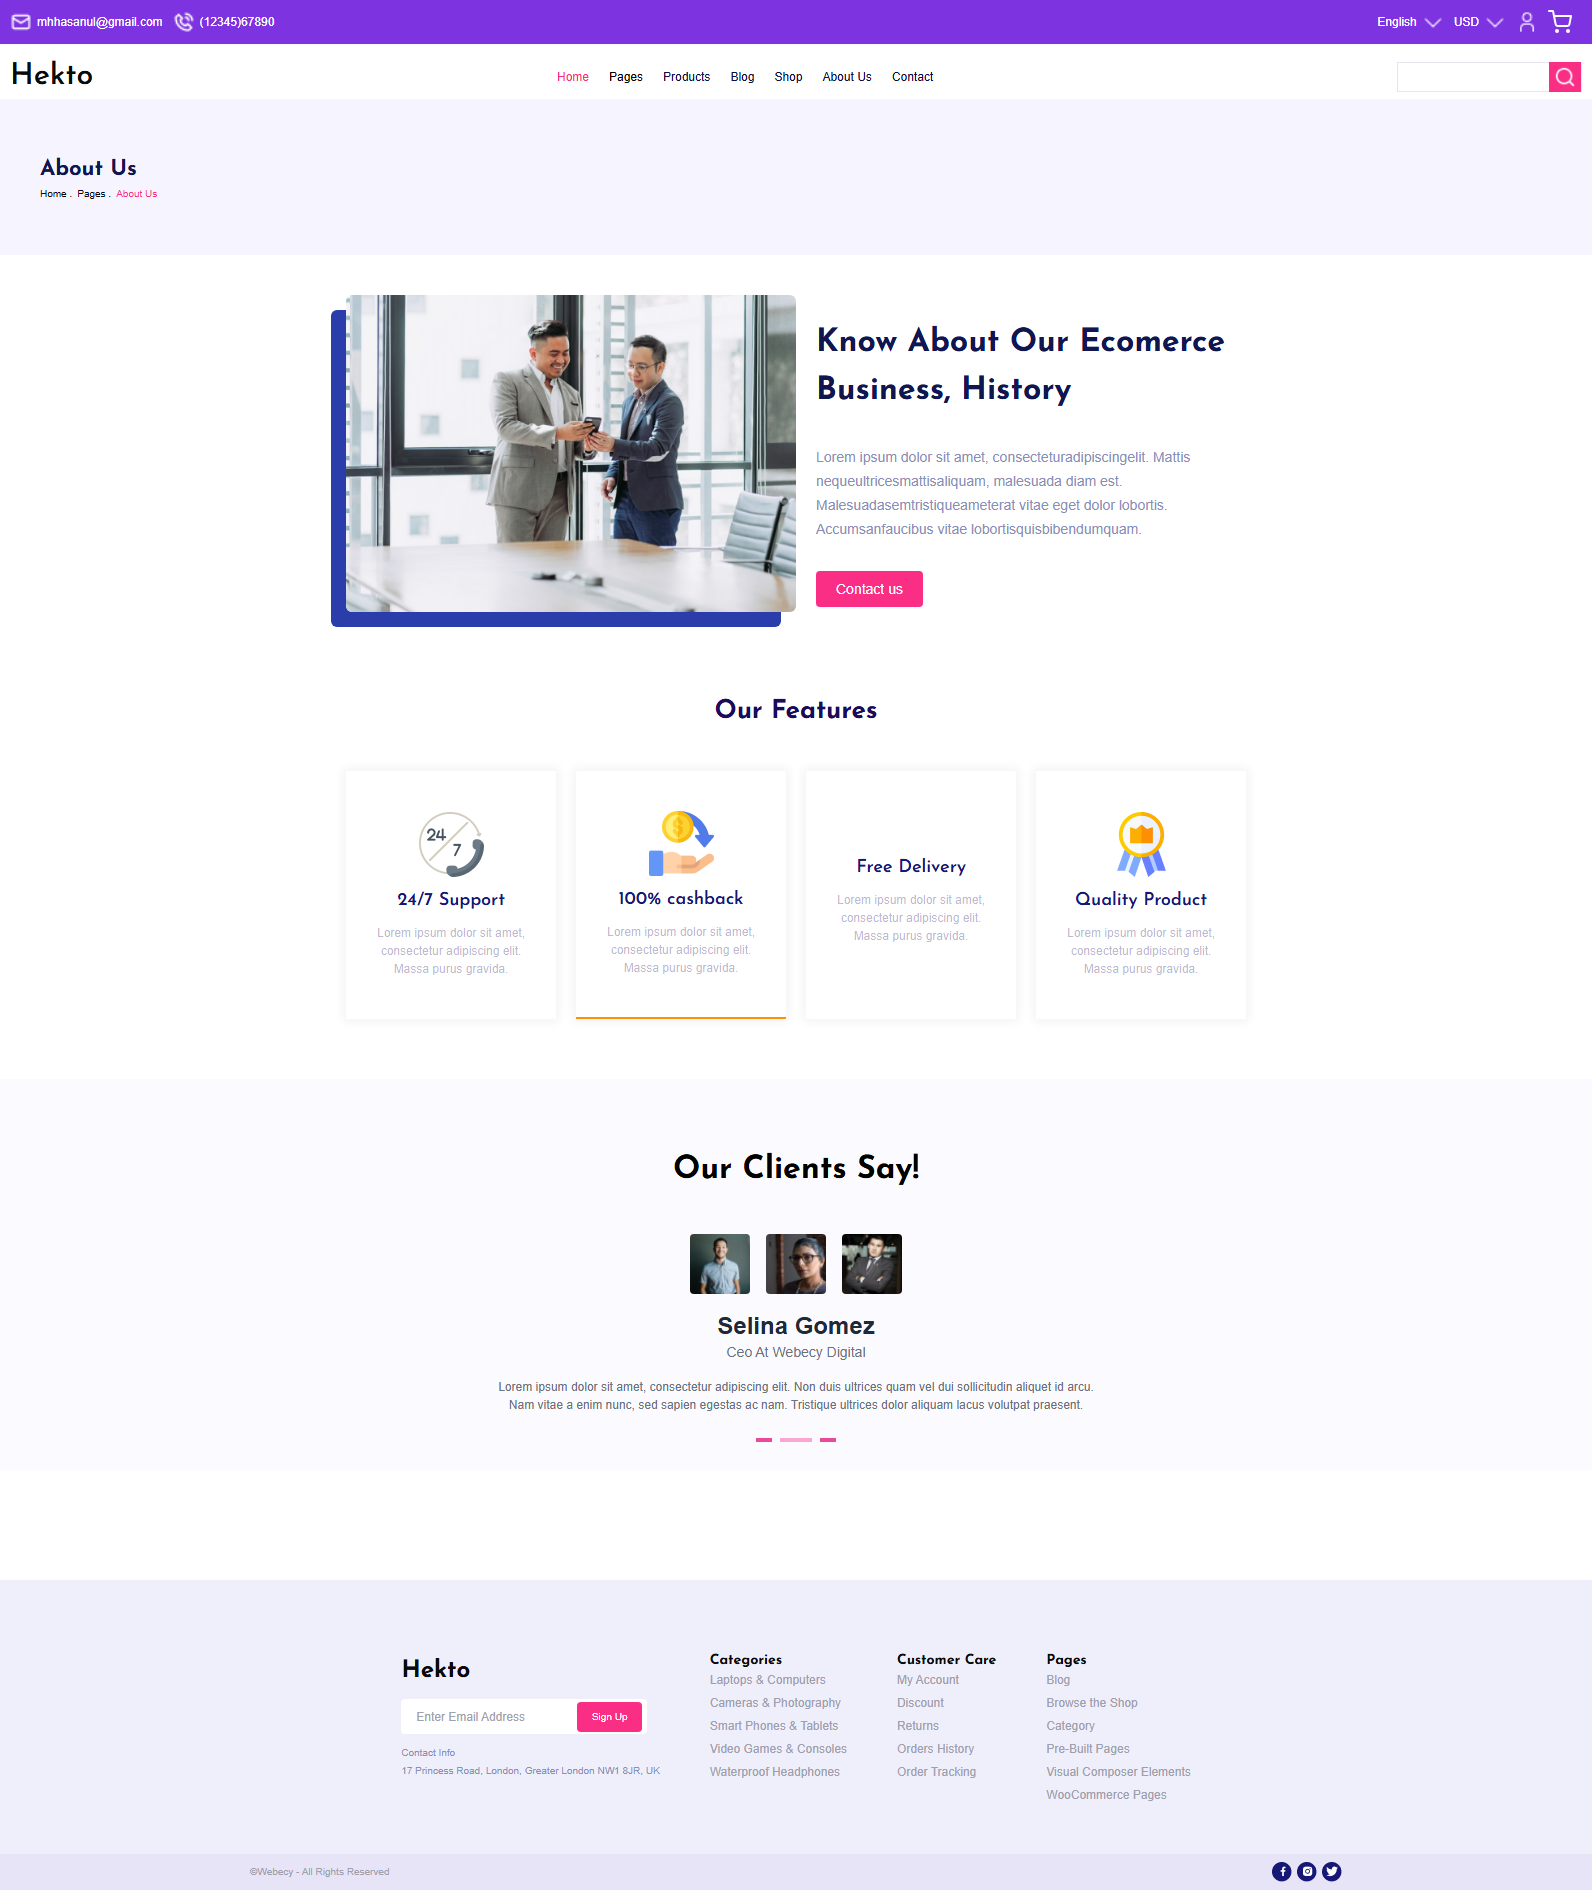 mhhasanul@gmail.com (12345)67890 English USD
Hekto Home Pages Products Blog Shop About Us Contact
About Us
Home . Pages . About Us
Know About Our Ecomerce
Business, History
Lorem ipsum dolor sit amet, consecteturadipiscingelit. Mattis
nequeultricesmattisaliquam, malesuada diam est.
Malesuadasemtristiqueameterat vitae eget dolor lobortis.
Accumsanfaucibus vitae lobortisquisbibendumquam.
Contact us
Our Features
24 7
24/7 Support
Lorem ipsum dolor sit amet,
consectetur adipiscing elit.
Massa purus gravida.
$
100% cashback
Lorem ipsum dolor sit amet,
consectetur adipiscing elit.
Massa purus gravida.
Free Delivery
Lorem ipsum dolor sit amet,
consectetur adipiscing elit.
Massa purus gravida.
Quality Product
Lorem ipsum dolor sit amet,
consectetur adipiscing elit.
Massa purus gravida.
Our Clients Say!
Selina Gomez
Ceo At Webecy Digital
Lorem ipsum dolor sit amet, consectetur adipiscing elit. Non duis ultrices quam vel dui sollicitudin aliquet id arcu.
Nam vitae a enim nunc, sed sapien egestas ac nam. Tristique ultrices dolor aliquam lacus volutpat praesent.
Hekto
Enter Email Address Sign Up
Contact Info
17 Princess Road, London, Greater London NW1 8JR, UK
Categories
Laptops & Computers
Cameras & Photography
Smart Phones & Tablets
Video Games & Consoles
Waterproof Headphones
Customer Care
My Account
Discount
Returns
Orders History
Order Tracking
Pages
Blog
Browse the Shop
Category
Pre-Built Pages
Visual Composer Elements
WooCommerce Pages
©Webecy - All Rights Reserved